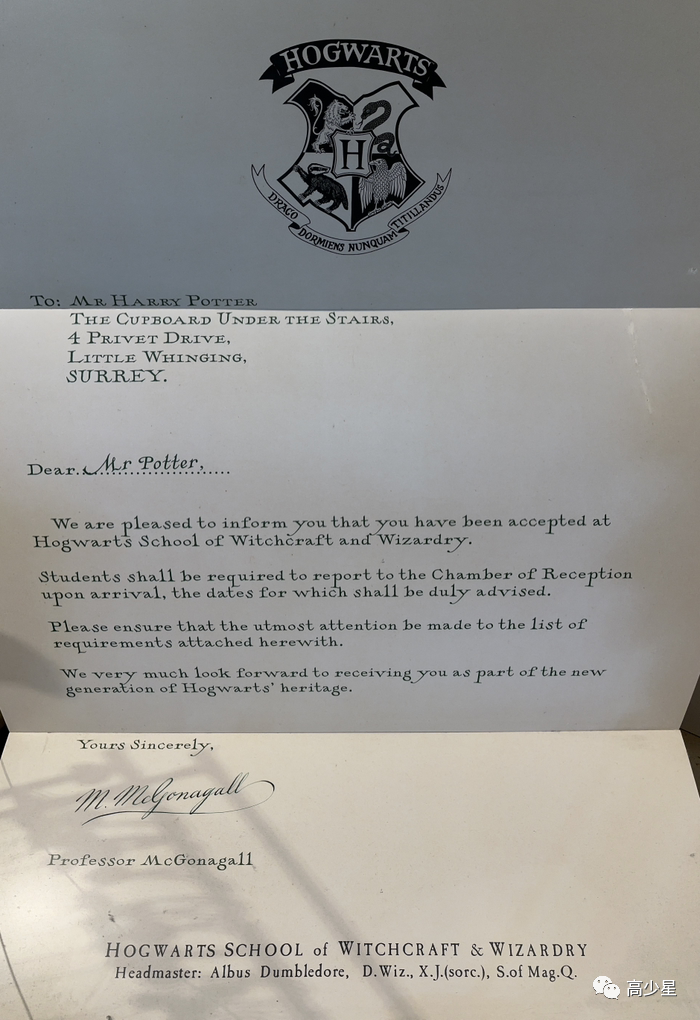 HOGWARTS
H
DRACO DORMIENS NUNQUAM TITILLANDUS
To: Mr Harry Potter
The Cupboard Under the Stairs,
4 Privet Drive,
Little Whinging,
SURREY.
Dear..Mr Potter,......
We are pleased to inform you that you have been accepted at
Hogwarts School of Witchcraft and Wizardry.
Students shall be required to report to the Chamber of Reception
upon arrival, the dates for which shall be duly advised.
Please ensure that the utmost attention be made to the list of
requirements attached herewith.
We very much look forward to receiving you as part of the new
generation of Hogwarts' heritage.
Yours Sincerely,
M. McGonagall
Professor McGonagall
HOGWARTS SCHOOL of WITCHCRAFT & WIZARDRY
Headmaster: Albus Dumbledore, D.Wiz., X.J.(sorc.), S.of Mag.Q.
高少星